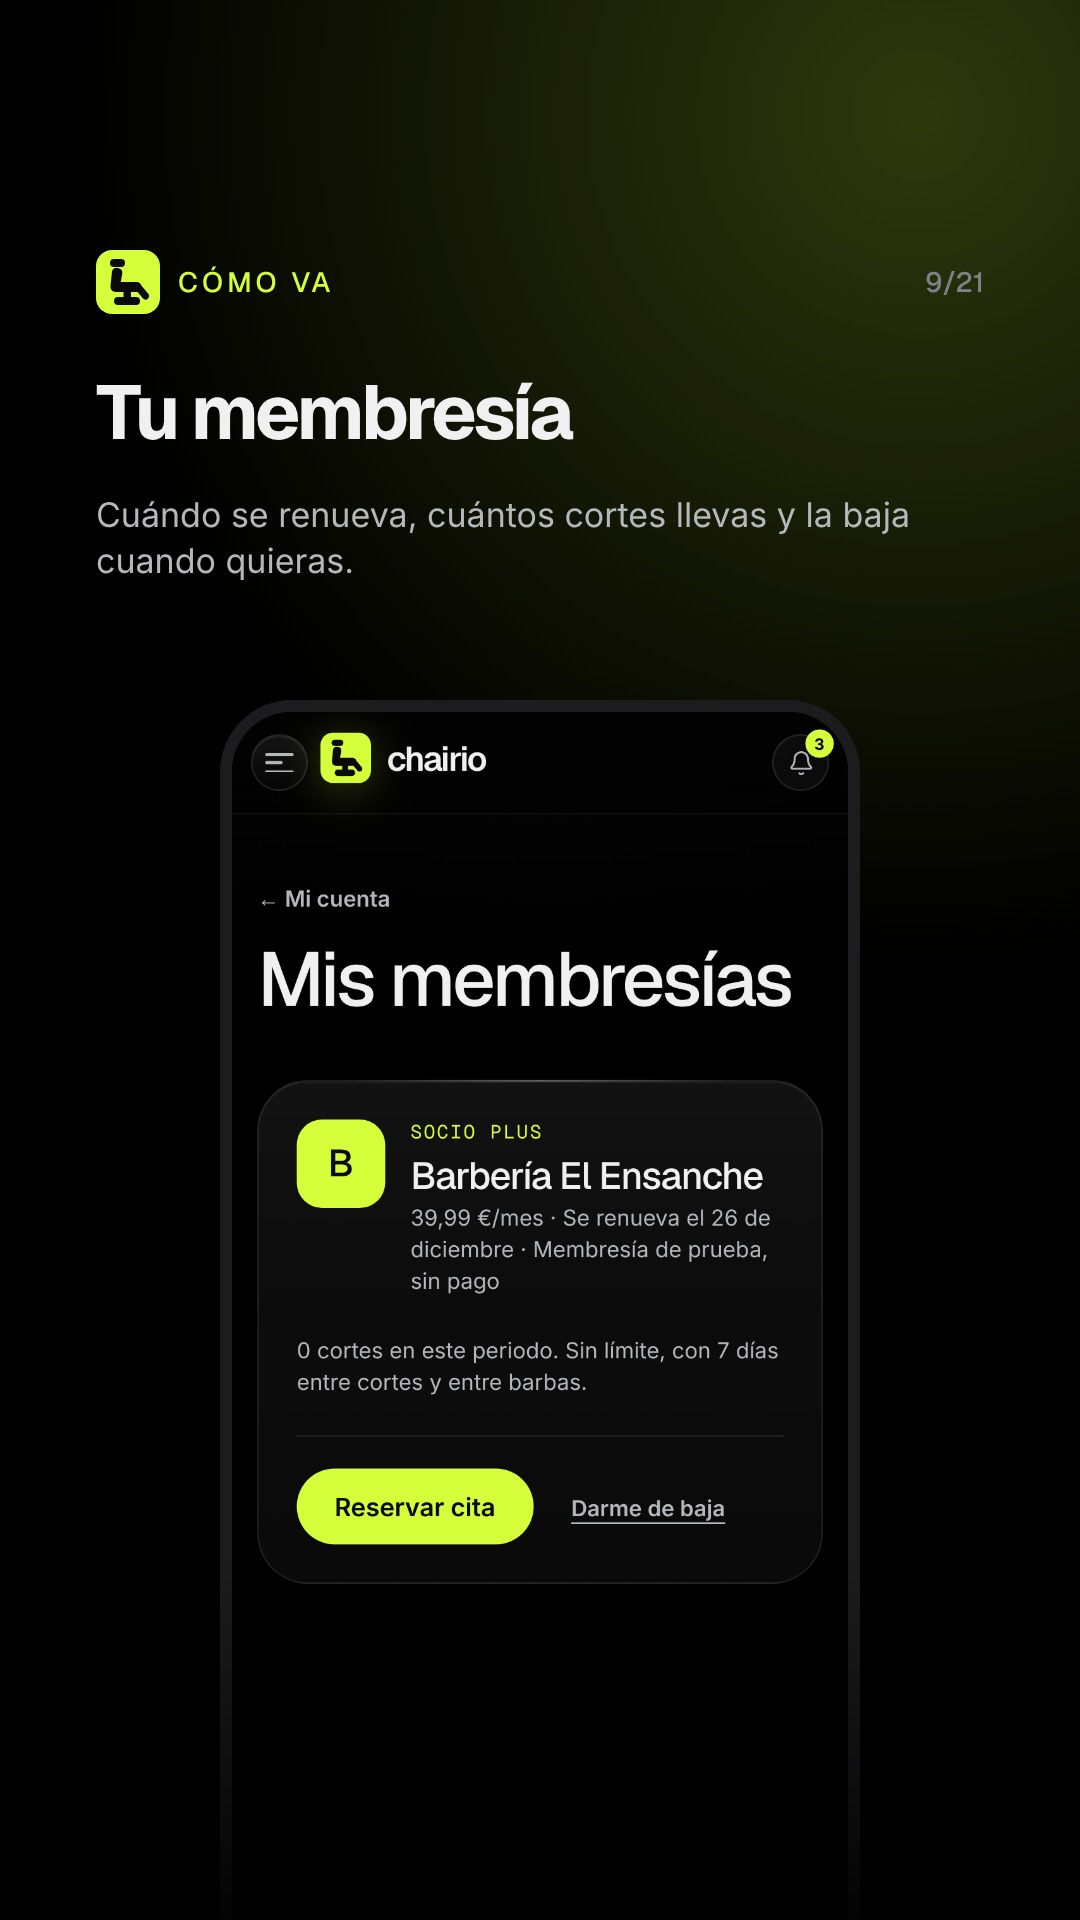 CÓMO VA
9/21
Tu membresía
Cuándo se renueva, cuántos cortes llevas y la baja
cuando quieras.
chairio
3
← Mi cuenta
Mis membresías
B
SOCIO PLUS
Barbería El Ensanche
39,99 €/mes · Se renueva el 26 de
diciembre · Membresía de prueba,
sin pago
0 cortes en este periodo. Sin límite, con 7 días
entre cortes y entre barbas.
Reservar cita
Darme de baja